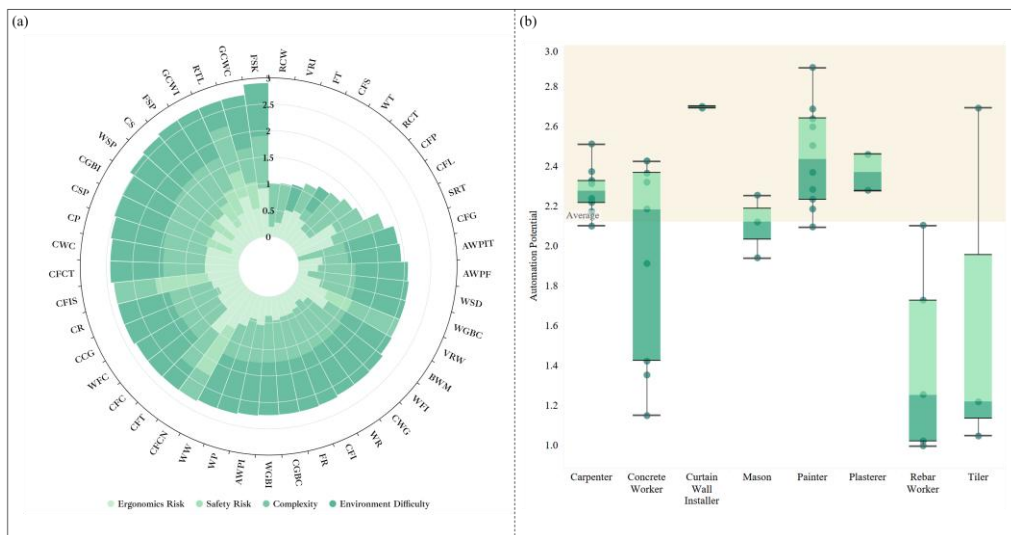 (a)
FSK
RCW
VRI
FT
CFS
WT
RCT
CFP
CFL
SRT
CFG
AWPIT
AWPF
WSD
WGBC
VRW
BWM
WFI
CWG
WR
CFI
FR
CGBC
WGBI
AWPI
WP
WW
CFCN
CFT
CFC
WFC
CCG
CR
CFIS
CFCT
CWC
CP
CSP
CGBI
WSP
CS
FSP
GCWI
RTL
GCWC
3
2.5
2
1.5
1
0.5
0
Ergonomics Risk
Safety Risk
Complexity
Environment Difficulty
(b)
Automation Potential
3.0
2.8
2.6
2.4
2.2
Average
2.0
1.8
1.6
1.4
1.2
1.0
Carpenter
Concrete
Worker
Curtain
Wall
Installer
Mason
Painter
Plasterer
Rebar
Worker
Tiler